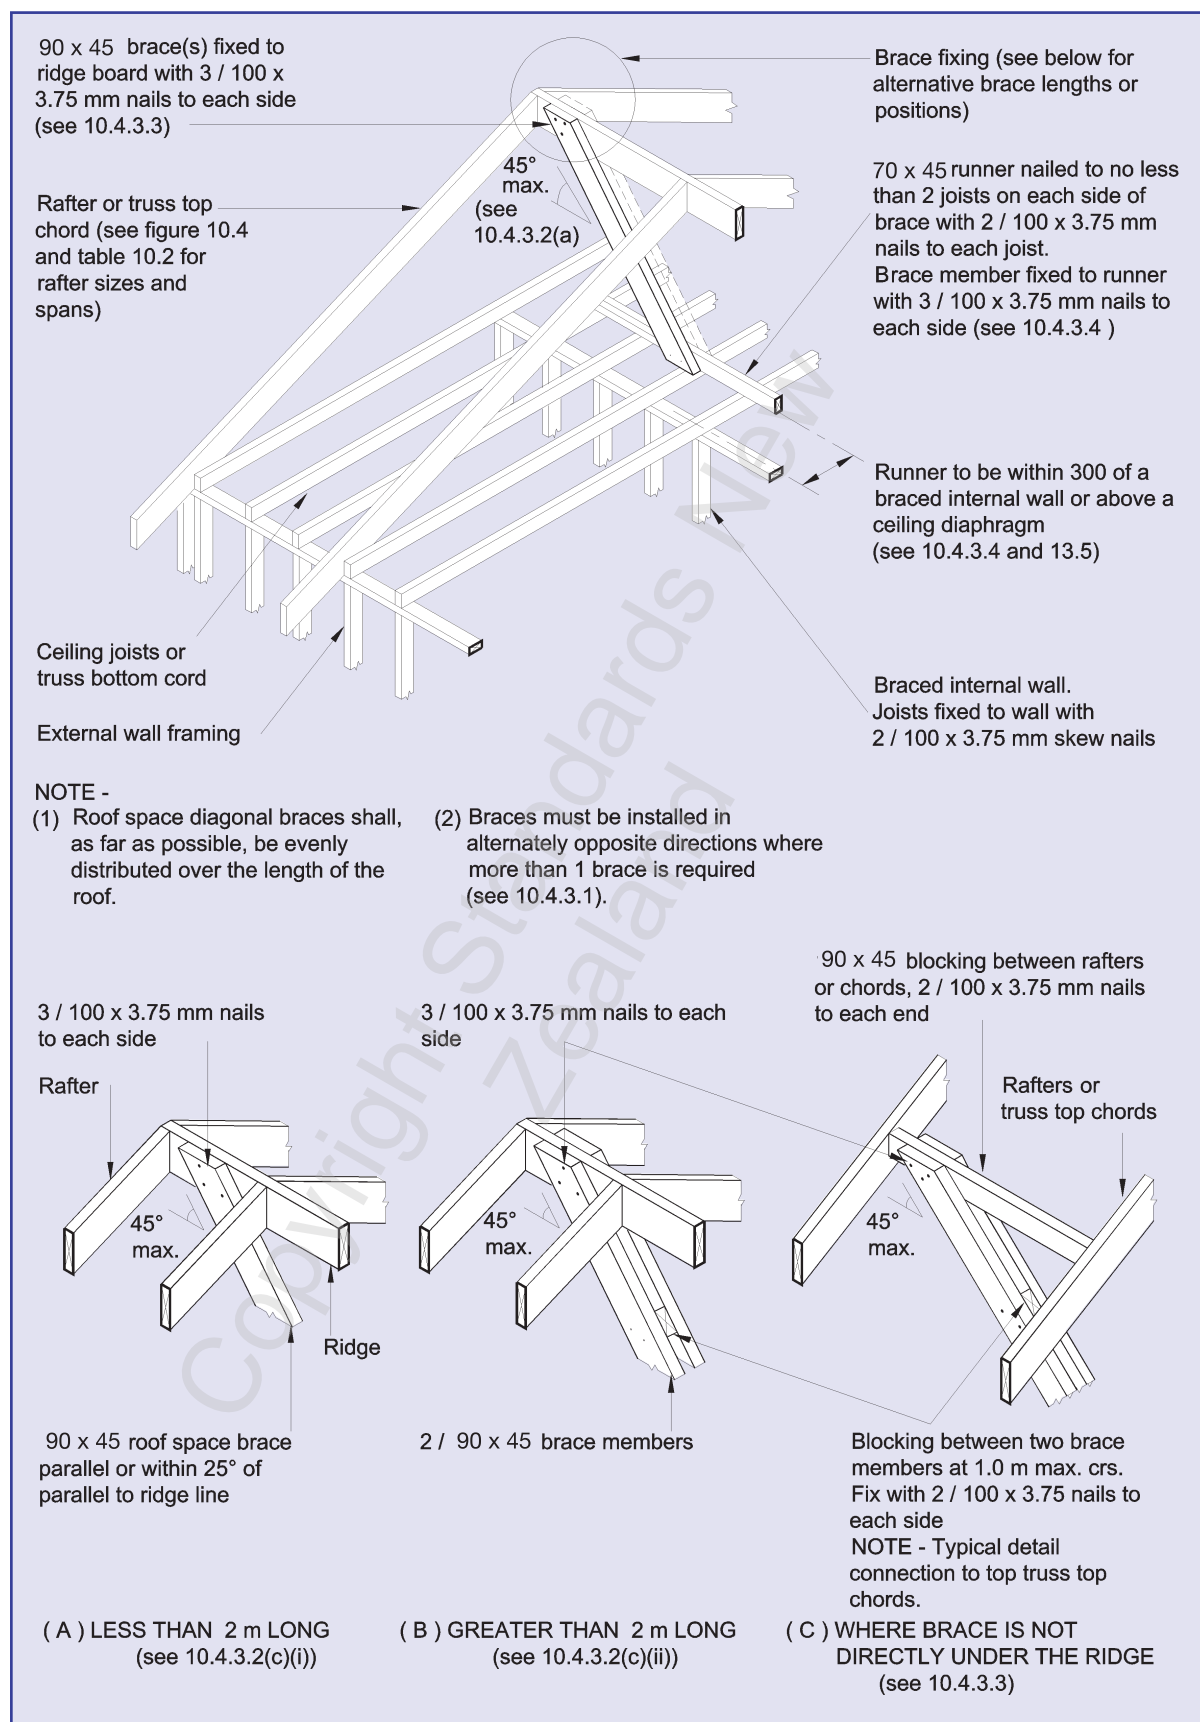 90 x 45 brace(s) fixed to
ridge board with 3 / 100 x
3.75 mm nails to each side
(see 10.4.3.3)
Brace fixing (see below for
alternative brace lengths or
positions)
45°
max.
(see
10.4.3.2(a)
70 x 45 runner nailed to no less
than 2 joists on each side of
brace with 2 / 100 x 3.75 mm
nails to each joist.
Brace member fixed to runner
with 3 / 100 x 3.75 mm nails to
each side (see 10.4.3.4 )
Rafter or truss top
chord (see figure 10.4
and table 10.2 for
rafter sizes and
spans)
Runner to be within 300 of a
braced internal wall or above a
ceiling diaphragm
(see 10.4.3.4 and 13.5)
Ceiling joists or
truss bottom cord
External wall framing
Braced internal wall.
Joists fixed to wall with
2 / 100 x 3.75 mm skew nails
NOTE -
(1) Roof space diagonal braces shall,
as far as possible, be evenly
distributed over the length of the
roof.
(2) Braces must be installed in
alternately opposite directions where
more than 1 brace is required
(see 10.4.3.1).
Copyright Standards New
Zealand
3 / 100 x 3.75 mm nails
to each side
Rafter
45°
max.
Ridge
90 x 45 roof space brace
parallel or within 25° of
parallel to ridge line
( A ) LESS THAN 2 m LONG
(see 10.4.3.2(c)(i))
3 / 100 x 3.75 mm nails to each
side
45°
max.
2 / 90 x 45 brace members
( B ) GREATER THAN 2 m LONG
(see 10.4.3.2(c)(ii))
90 x 45 blocking between rafters
or chords, 2 / 100 x 3.75 mm nails
to each end
Rafters or
truss top chords
45°
max.
Blocking between two brace
members at 1.0 m max. crs.
Fix with 2 / 100 x 3.75 nails to
each side
NOTE - Typical detail
connection to top truss top
chords.
( C ) WHERE BRACE IS NOT
DIRECTLY UNDER THE RIDGE
(see 10.4.3.3)